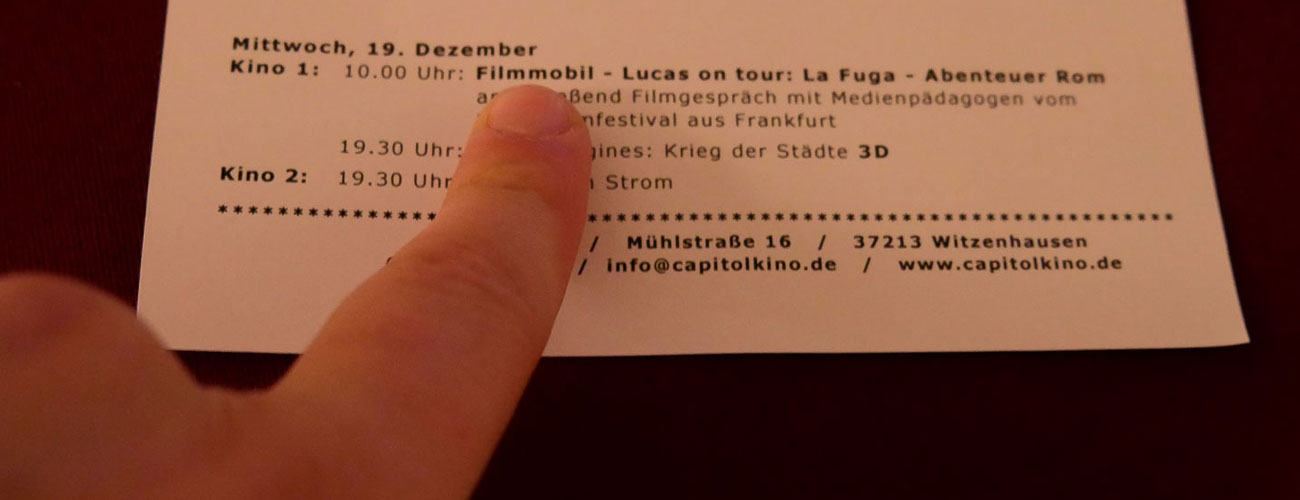 Mittwoch, 19. Dezember
Kino 1: 10.00 Uhr: Filmmobil - Lucas on tour: La Fuga - Abenteuer Rom
Filmgespräch mit Medienpädagogen vom
aus Frankfurt
19.30 Uhr: Krieg der Städte 3D
Kino 2: 19.30 Uhr Strom
****************************************************************
/ Mühlstraße 16 / 37213 Witzenhausen
/ info@capitolkino.de / www.capitolkino.de